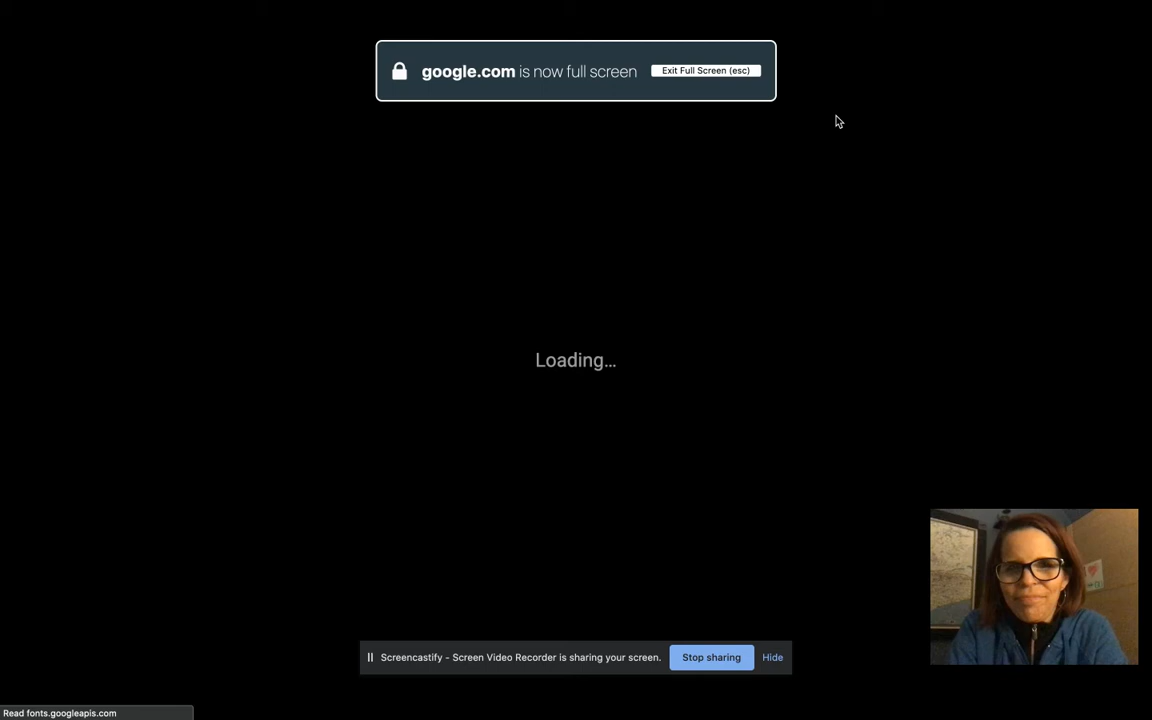 google.com is now full screen Exit Full Screen (esc)
Loading...
Screencastify - Screen Video Recorder is sharing your screen. Stop sharing Hide
Read fonts.googleapis.com